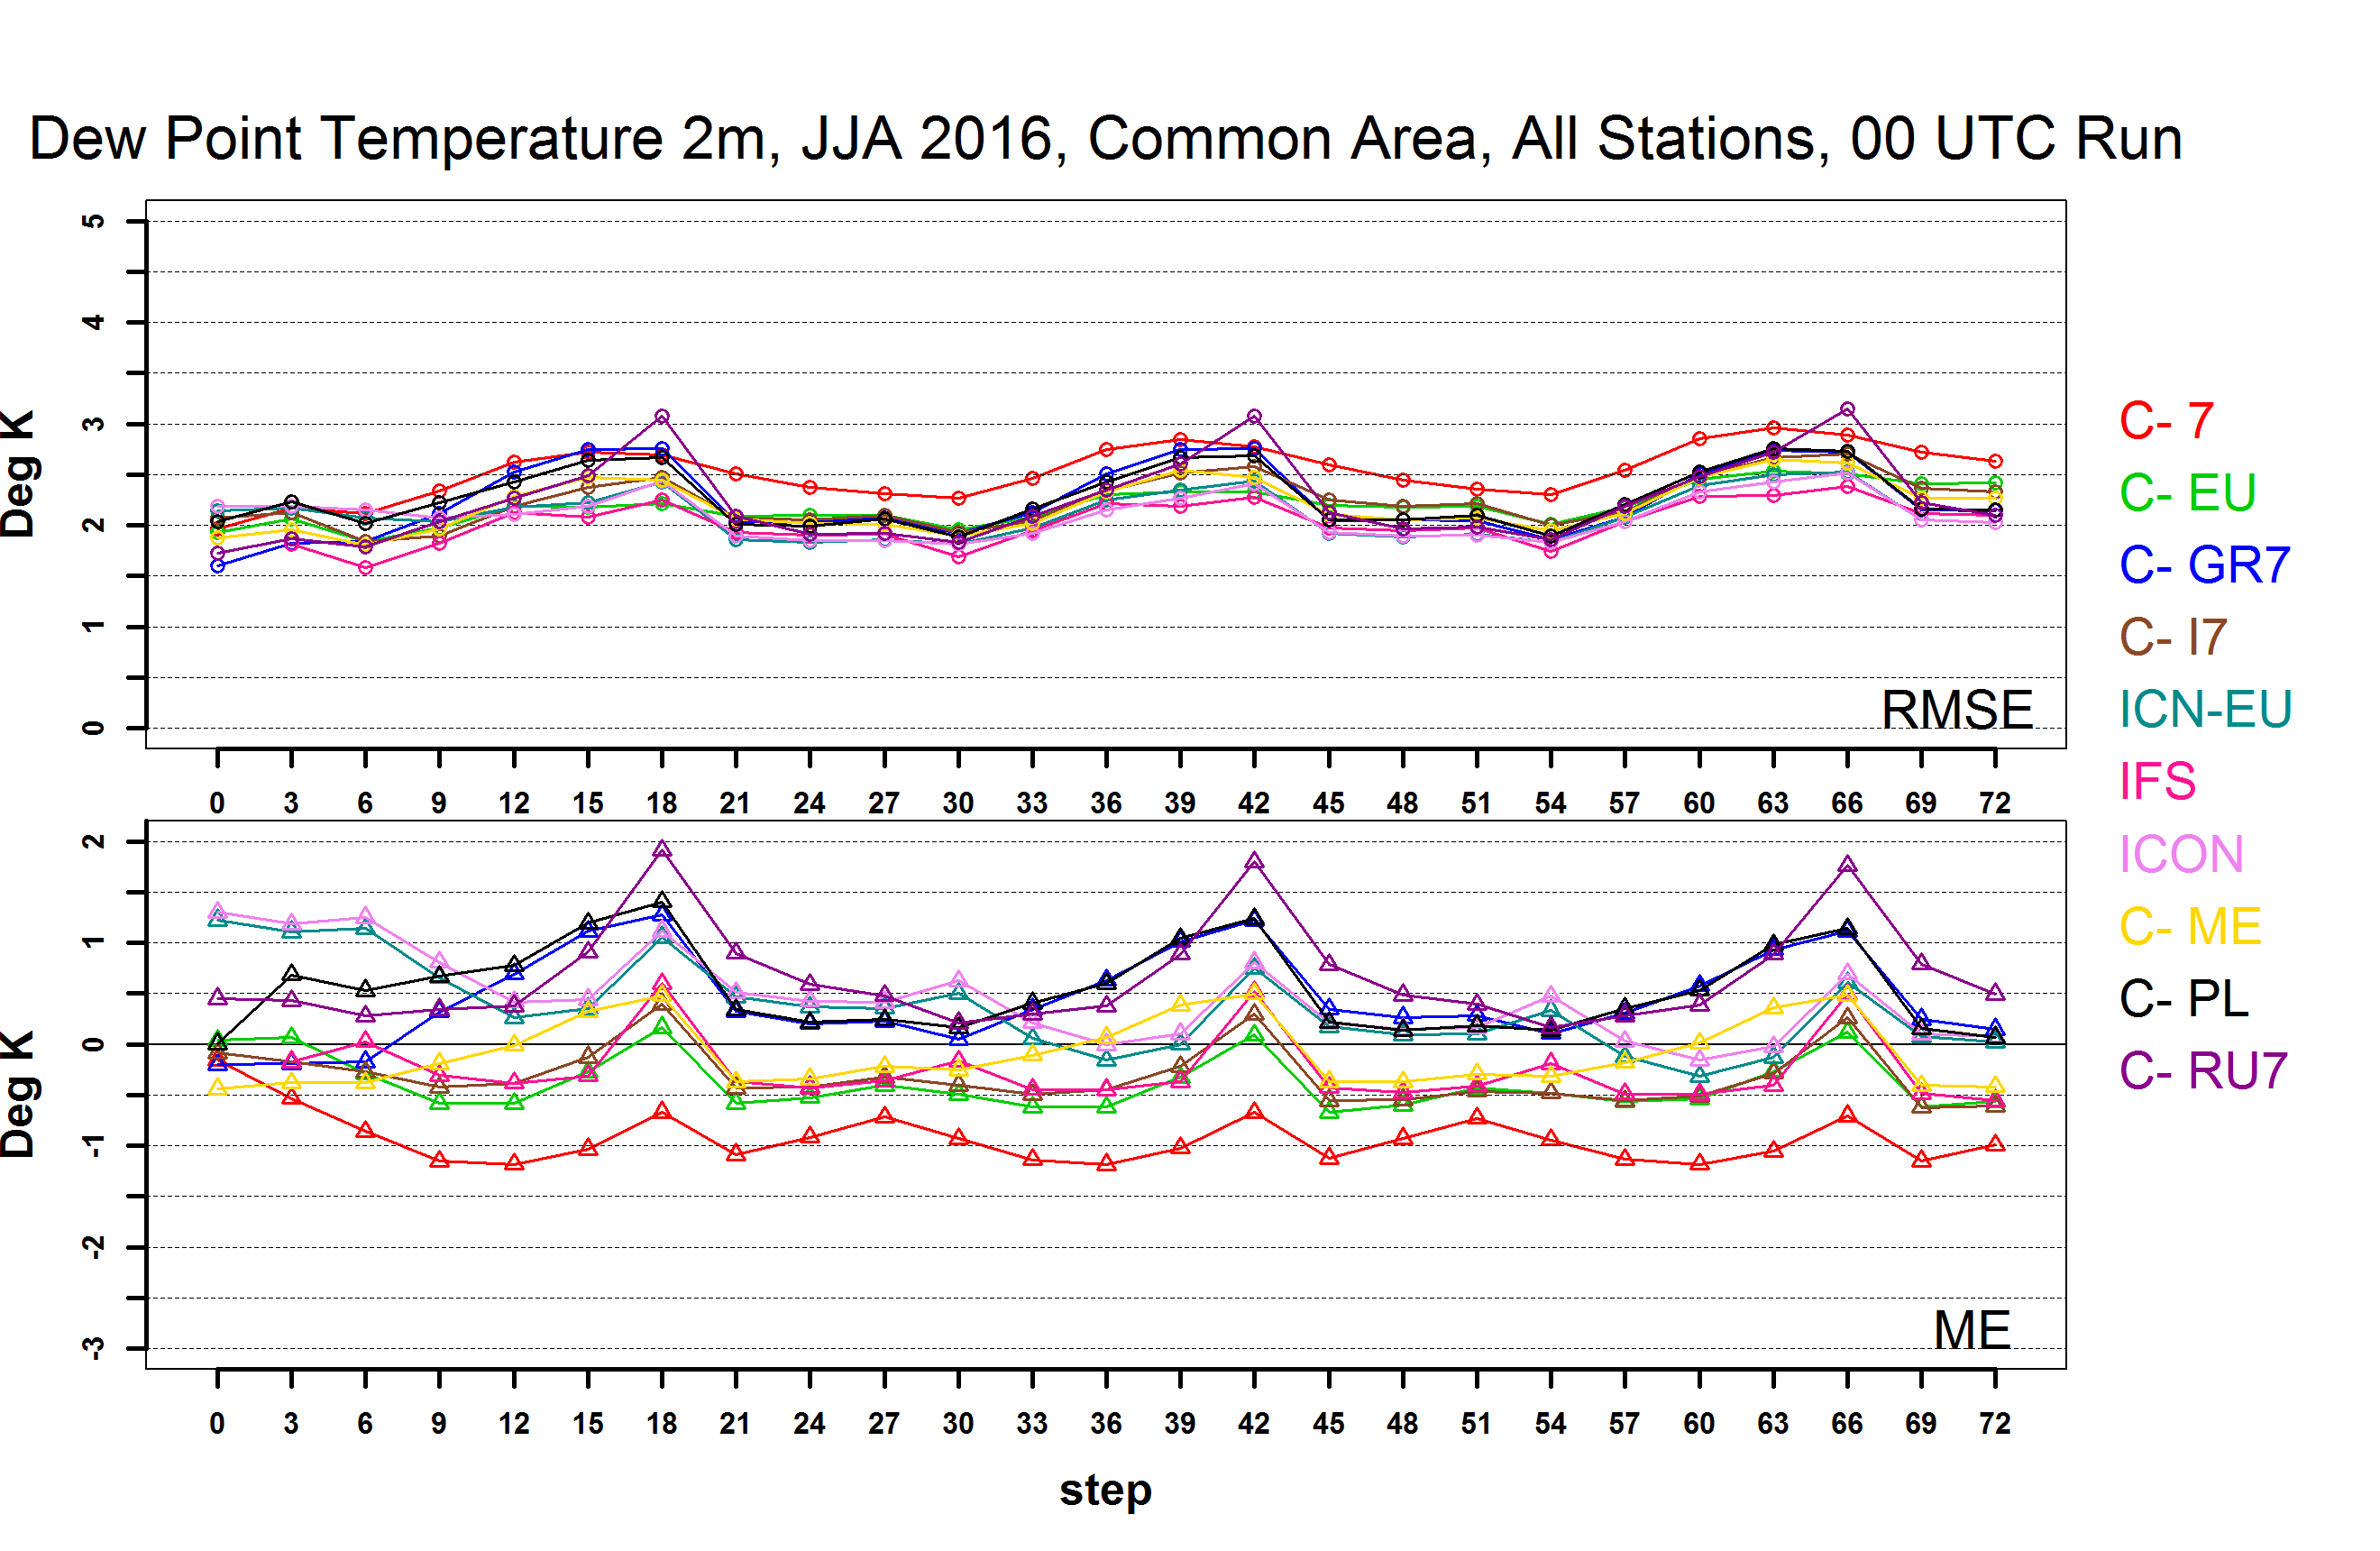 Dew Point Temperature 2m, JJA 2016, Common Area, All Stations, 00 UTC Run
Deg K
5
4
3
2
1
0
RMSE
0 3 6 9 12 15 18 21 24 27 30 33 36 39 42 45 48 51 54 57 60 63 66 69 72
Deg K
2
1
0
-1
-2
-3
ME
0 3 6 9 12 15 18 21 24 27 30 33 36 39 42 45 48 51 54 57 60 63 66 69 72
step
C- 7
C- EU
C- GR7
C- I7
ICN-EU
IFS
ICON
C- ME
C- PL
C- RU7